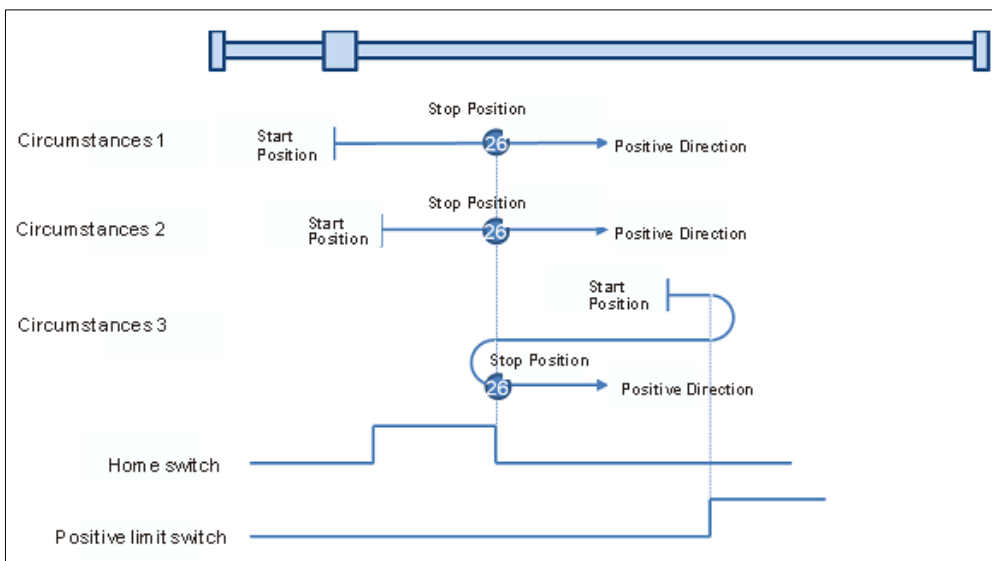 Stop Position
Circumstances 1
Start
Position
26
Positive Direction
Stop Position
Circumstances 2
Start
Position
26
Positive Direction
Start
Position
Circumstances 3
Stop Position
26
Positive Direction
Home switch
Positive limit switch